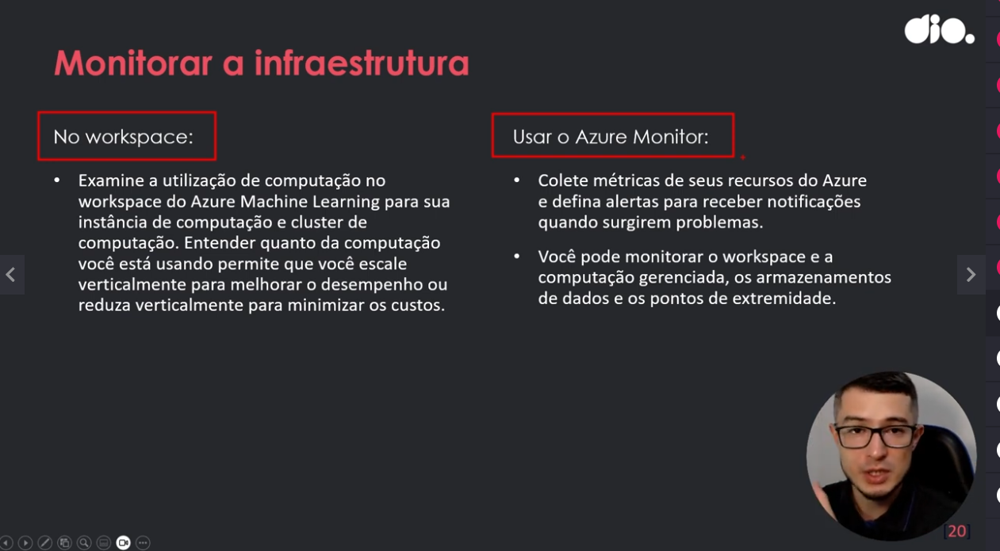 dio.
Monitorar a infraestrutura
No workspace:
• Examine a utilização de computação no
workspace do Azure Machine Learning para sua
instância de computação e cluster de
computação. Entender quanto da computação
você está usando permite que você escale
verticalmente para melhorar o desempenho ou
reduza verticalmente para minimizar os custos.
Usar o Azure Monitor:
• Colete métricas de seus recursos do Azure
e defina alertas para receber notificações
quando surgirem problemas.
• Você pode monitorar o workspace e a
computação gerenciada, os armazenamentos
de dados e os pontos de extremidade.
[20]